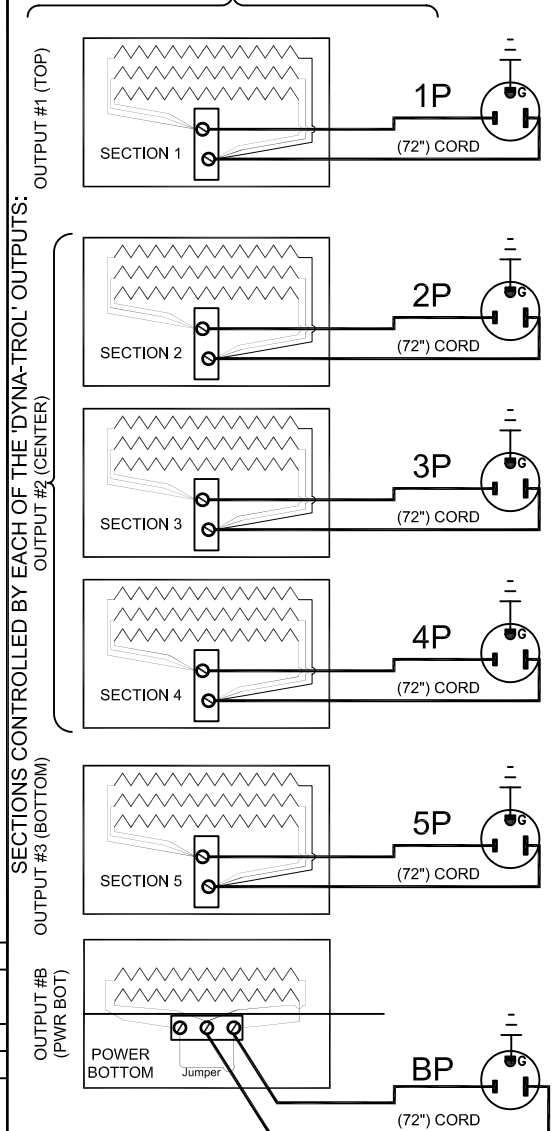 SECTIONS CONTROLLED BY EACH OF THE 'DYNA-TROL' OUTPUTS:
OUTPUT #1 (TOP)
SECTION 1
1P
(72") CORD
G
OUTPUT #2 (CENTER)
SECTION 2
2P
(72") CORD
G
SECTION 3
3P
(72") CORD
G
SECTION 4
4P
(72") CORD
G
OUTPUT #3 (BOTTOM)
SECTION 5
5P
(72") CORD
G
OUTPUT #B
(PWR BOT)
POWER
BOTTOM
Jumper
BP
(72") CORD
G